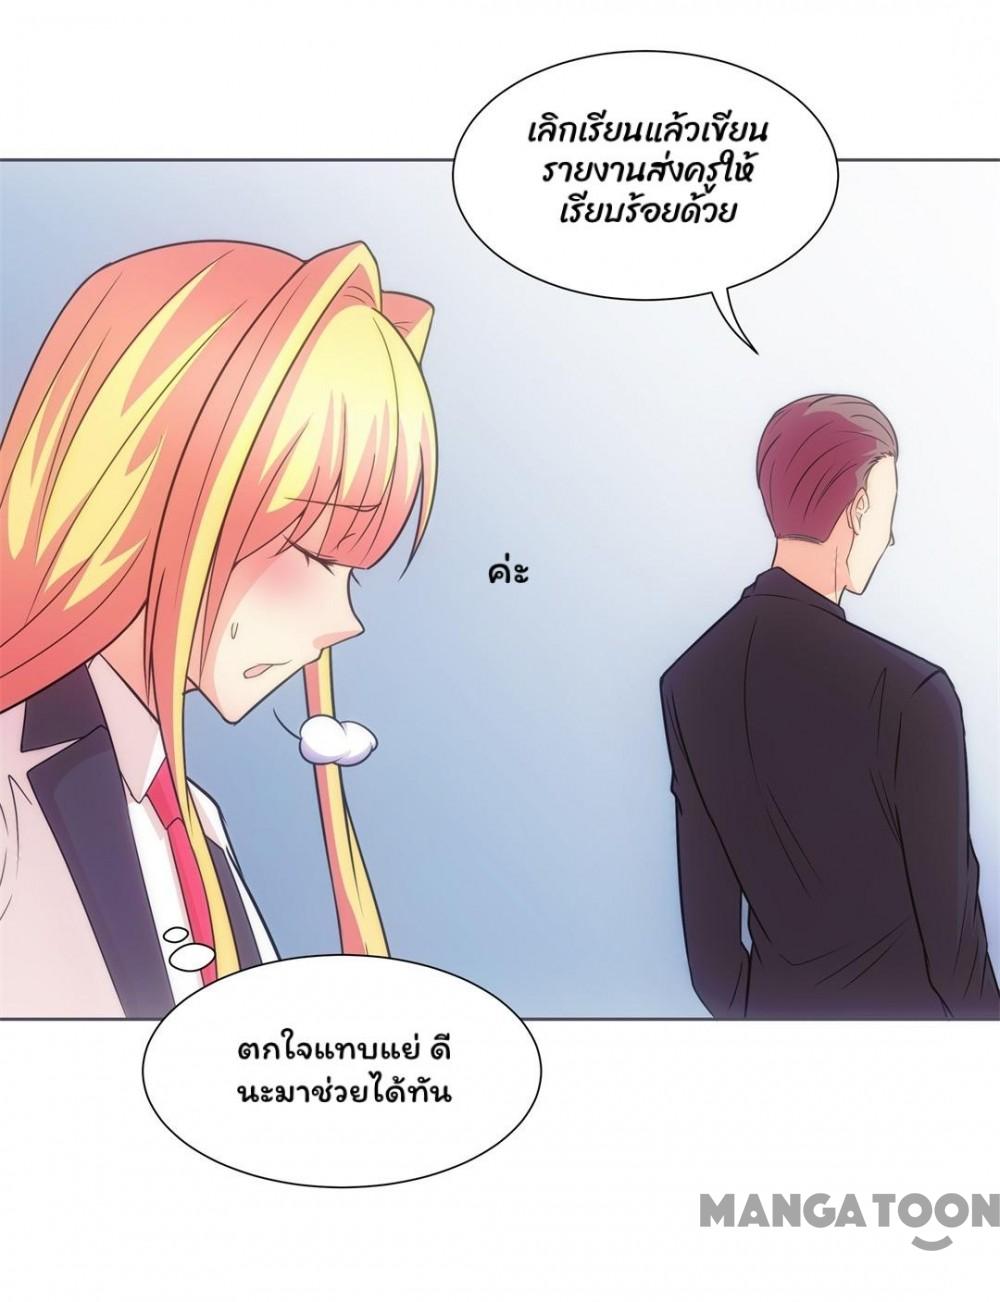 เลิกเรียนแล้วเขียน
รายงานส่งครูให้
เรียบร้อยด้วย
ค่ะ
ตกใจแทบแย่ ดี
นะมาช่วยได้ทัน
MANGATOON